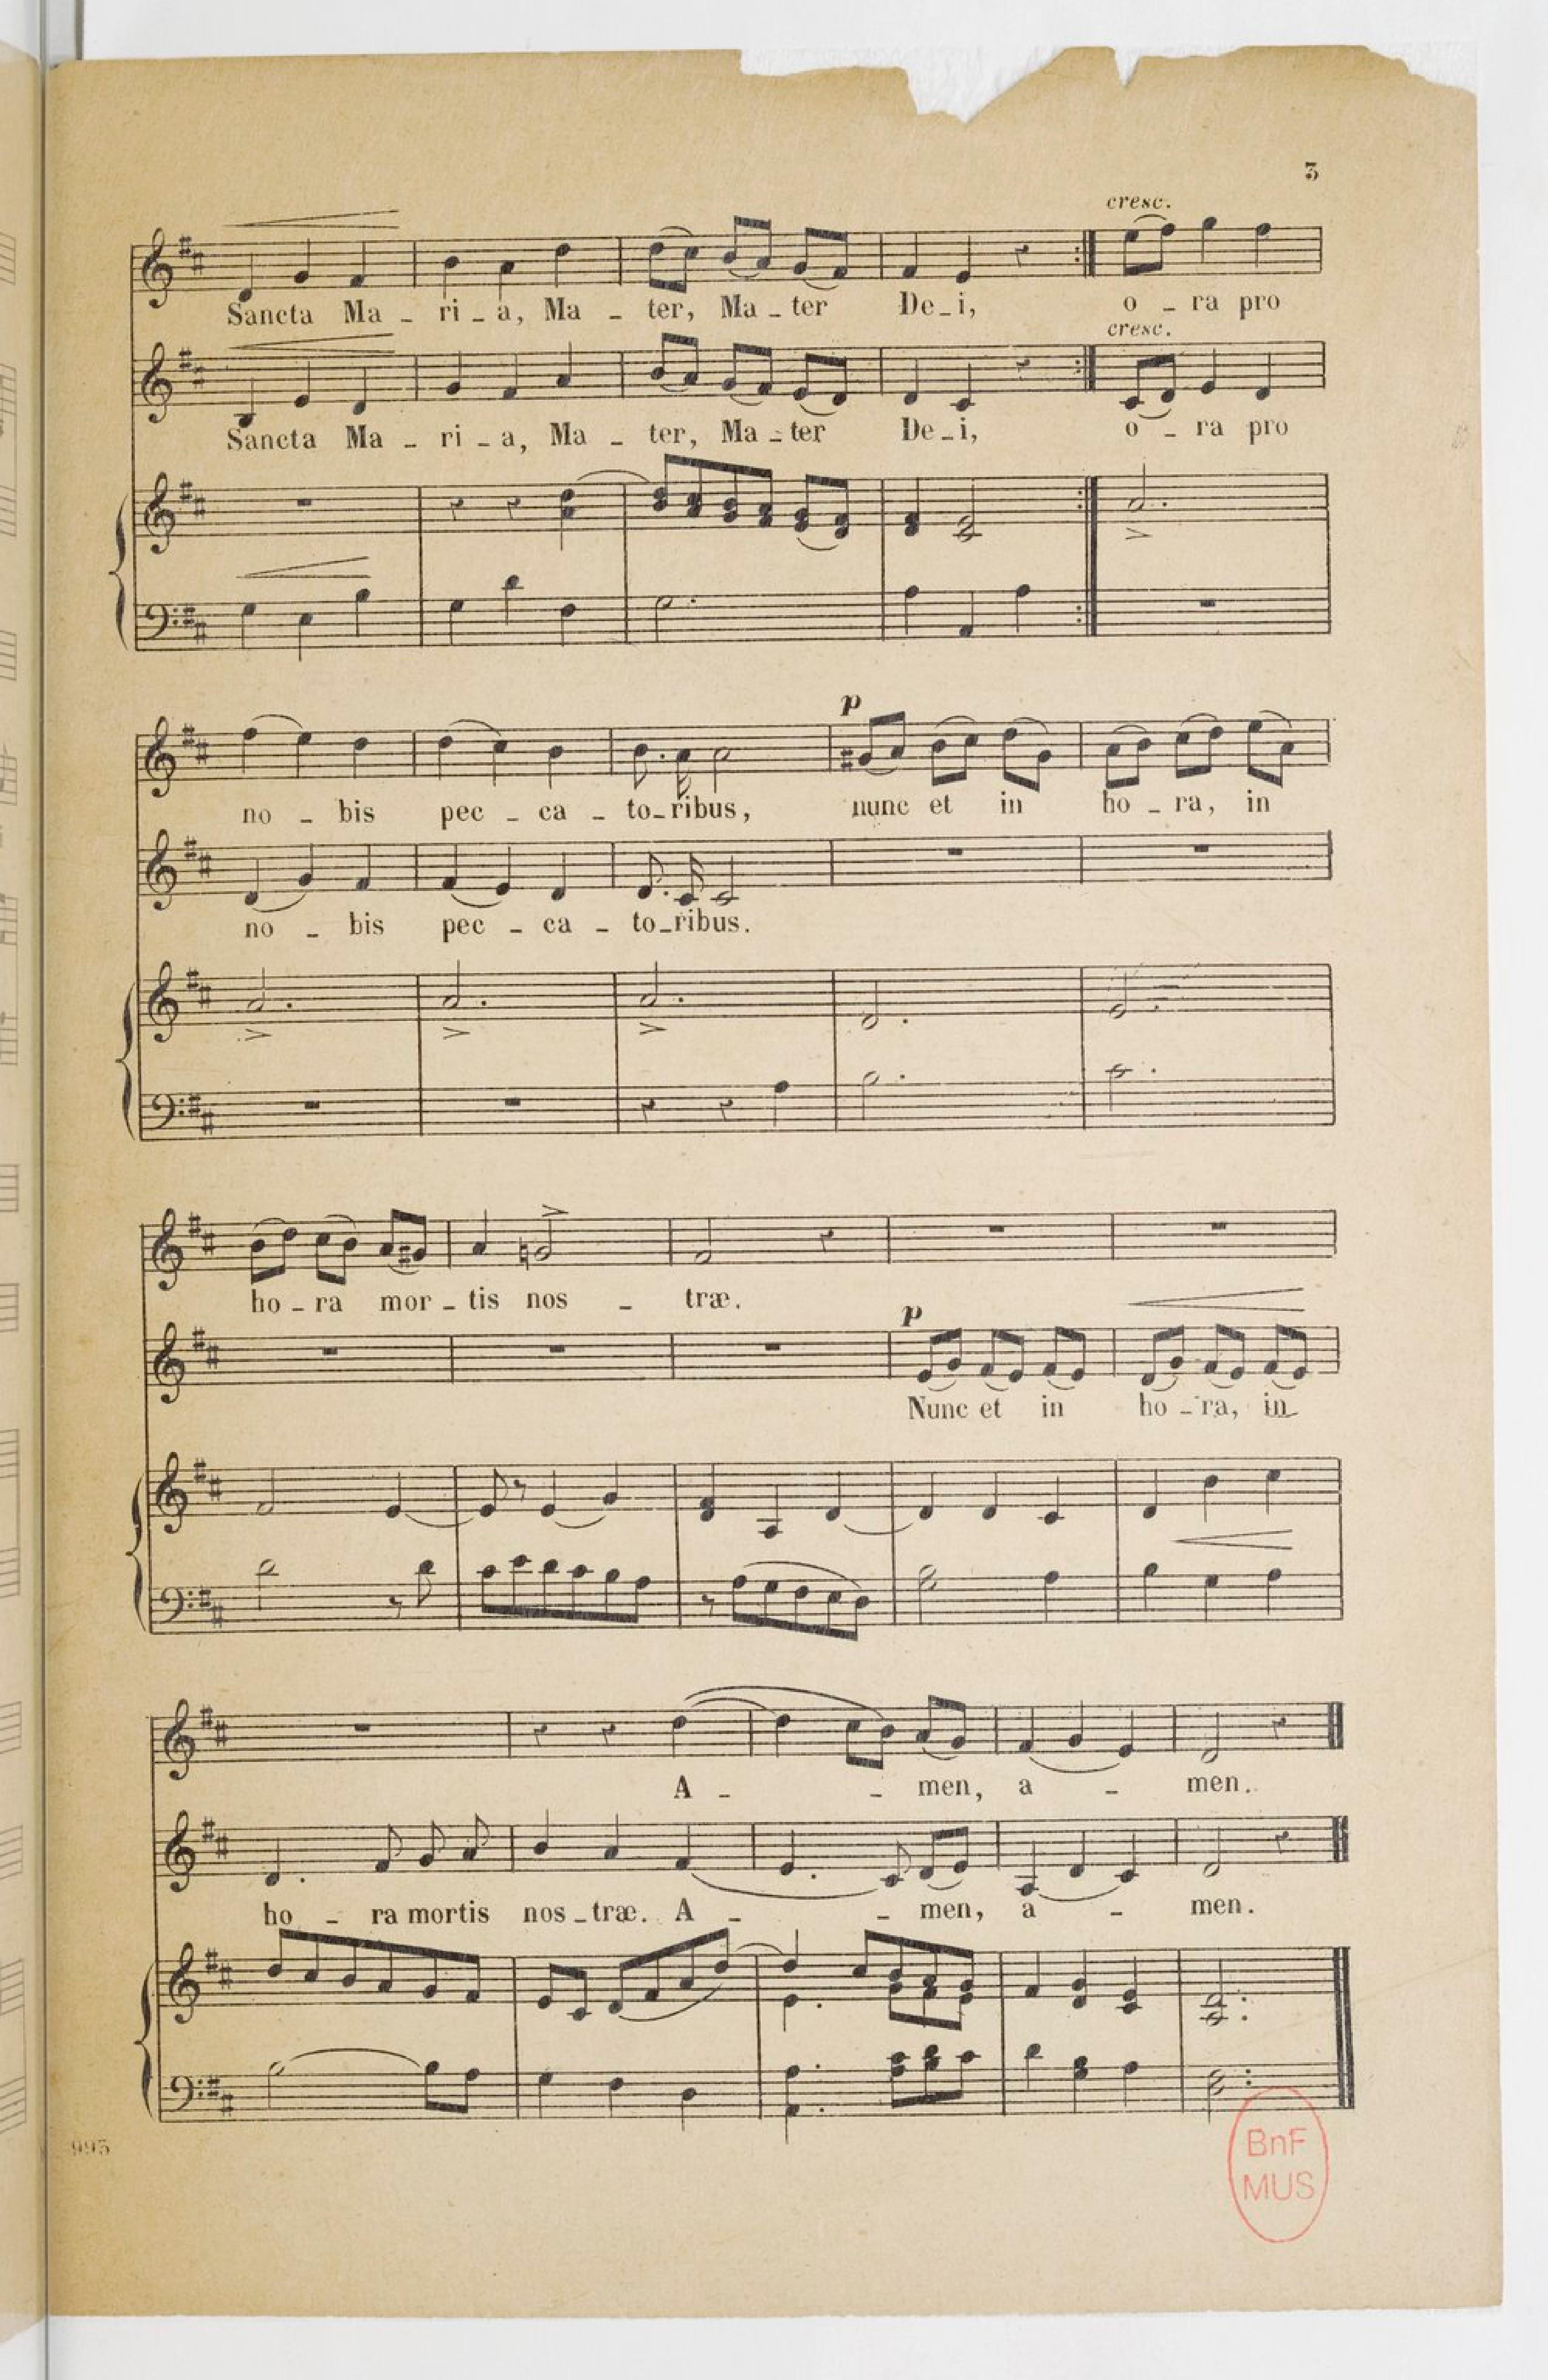 3
cresc.
Sancta Ma - ri - a, Ma - ter, Ma - ter De - i, o - ra pro
cresc.
Sancta Ma - ri - a, Ma - ter, Ma - ter De - i, o - ra pro
p
no - bis pec - ca - to - ribus, nunc et in ho - ra, in
no - bis pec - ca - to - ribus.
ho - ra mor - tis nos - træ.
p
Nunc et in ho - ra, in
A - - men, a - men.
ho - ra mortis nos - træ. A - - men, a - men.
995
BnF
MUS